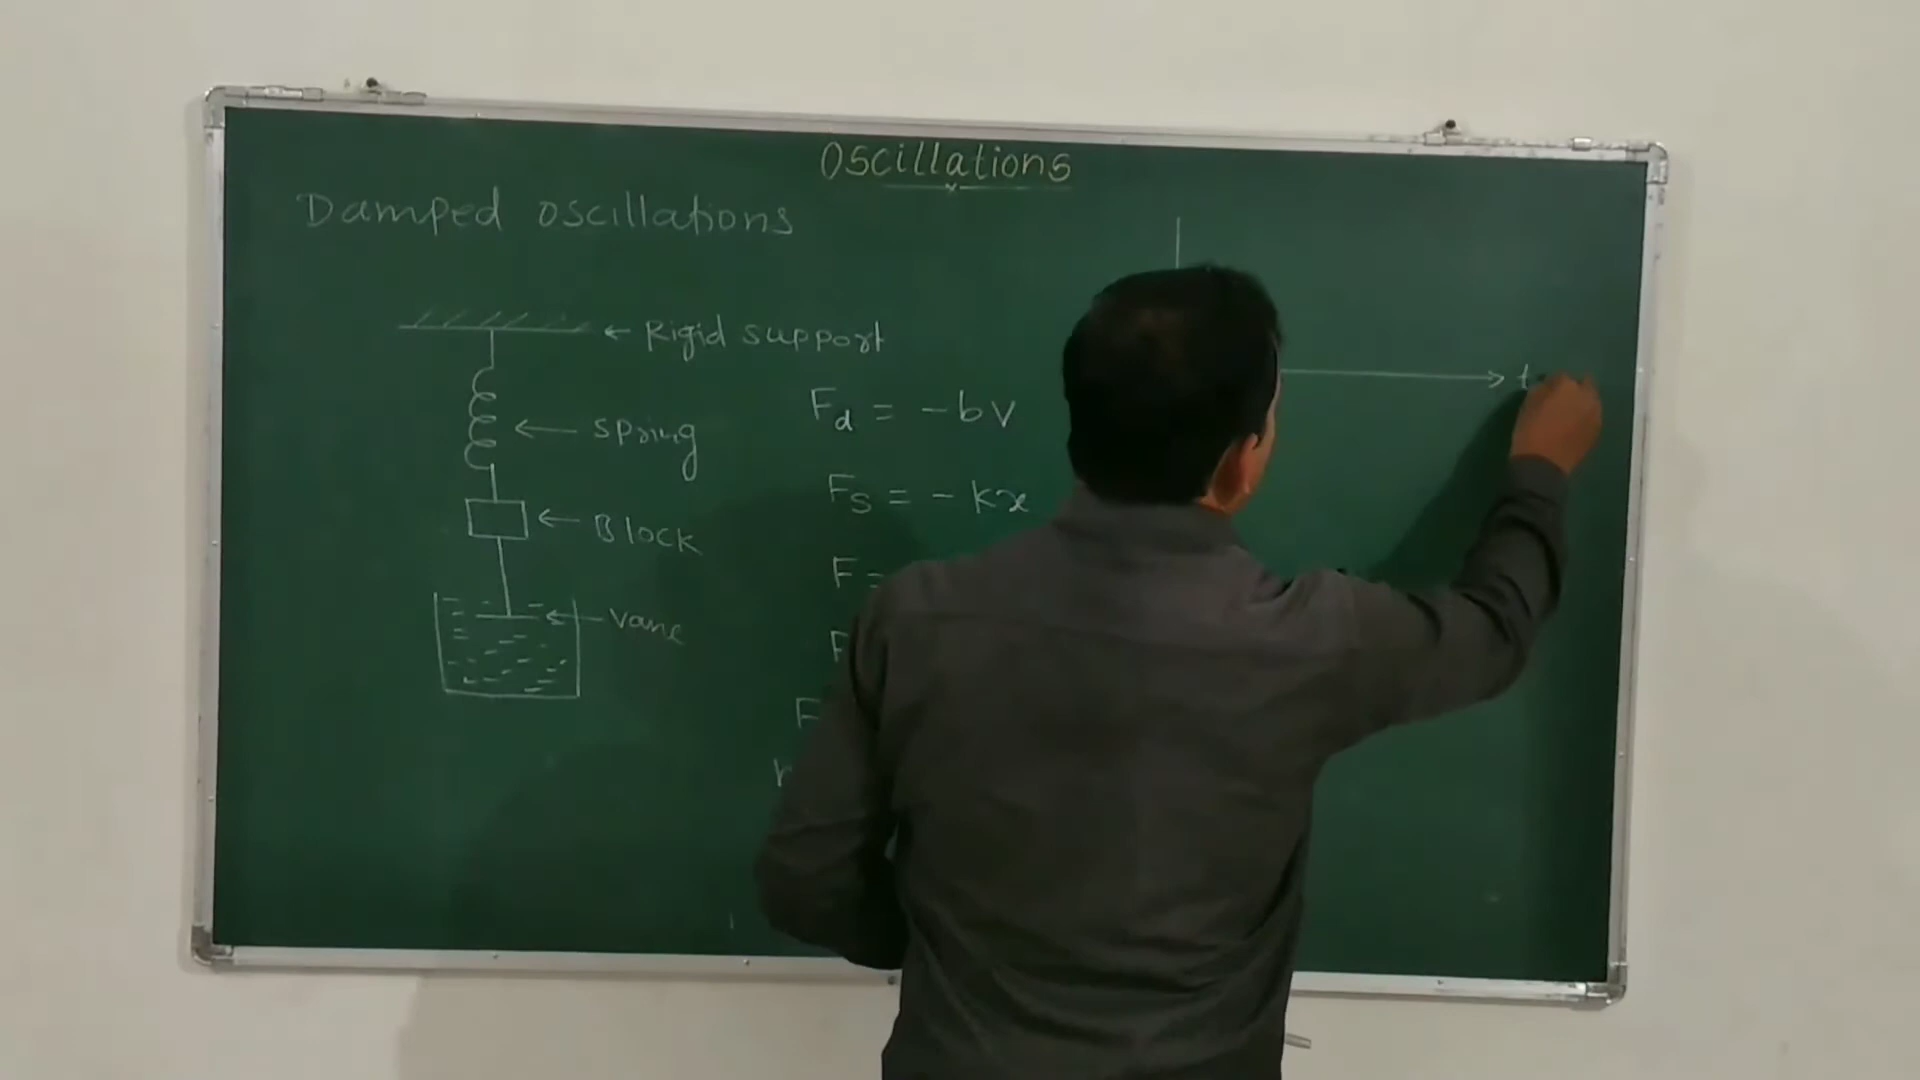 Oscillations
Damped oscillations
Rigid support
Spring
Block
Vane
Fd = -bv
Fs = - kx
F =
F
F
t